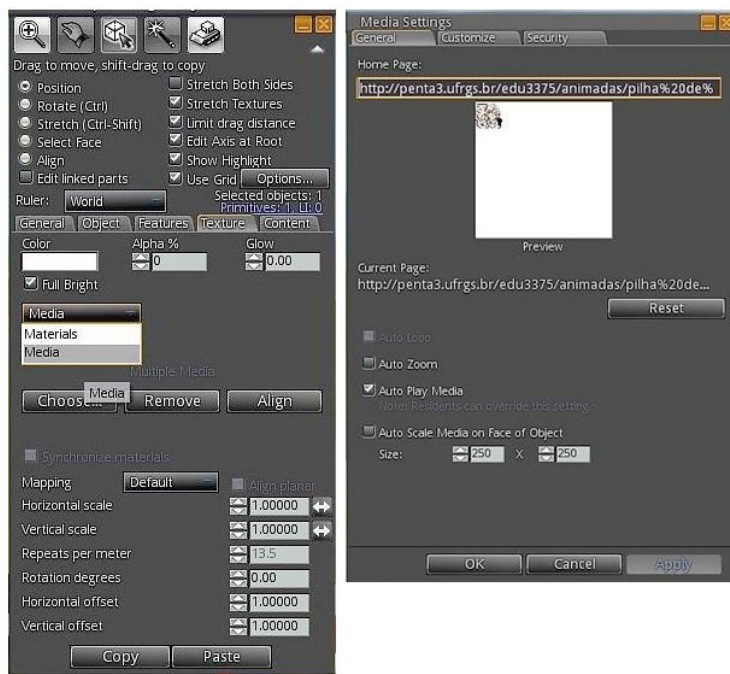 Drag to move, shift-drag to copy
Position
Rotate (Ctrl)
Stretch (Ctrl-Shift)
Select Face
Align
Edit linked parts
Stretch Both Sides
Stretch Textures
Limit drag distance
Edit Axis at Root
Show Highlight
Use Grid Options...
Ruler: World
Selected objects: 1
Primitives: 1, LI: 0
General Object Features Texture Content
Color Alpha % Glow
0 0.00
Full Bright
Media
Materials
Media
Multiple Media
Media
Choose... Remove Align
Synchronize materials
Mapping Default Align planar
Horizontal scale 1.00000
Vertical scale 1.00000
Repeats per meter 13.5
Rotation degrees 0.00
Horizontal offset 1.00000
Vertical offset 1.00000
Copy Paste
Media Settings
General Customize Security
Home Page:
http://penta3.ufrgs.br/edu3375/animadas/pilha%20de%
Preview
Current Page:
http://penta3.ufrgs.br/edu3375/animadas/pilha%20de...
Reset
Auto Loop
Auto Zoom
Auto Play Media
Note: Residents can override this setting
Auto Scale Media on Face of Object
Size: 250 X 250
OK Cancel Apply